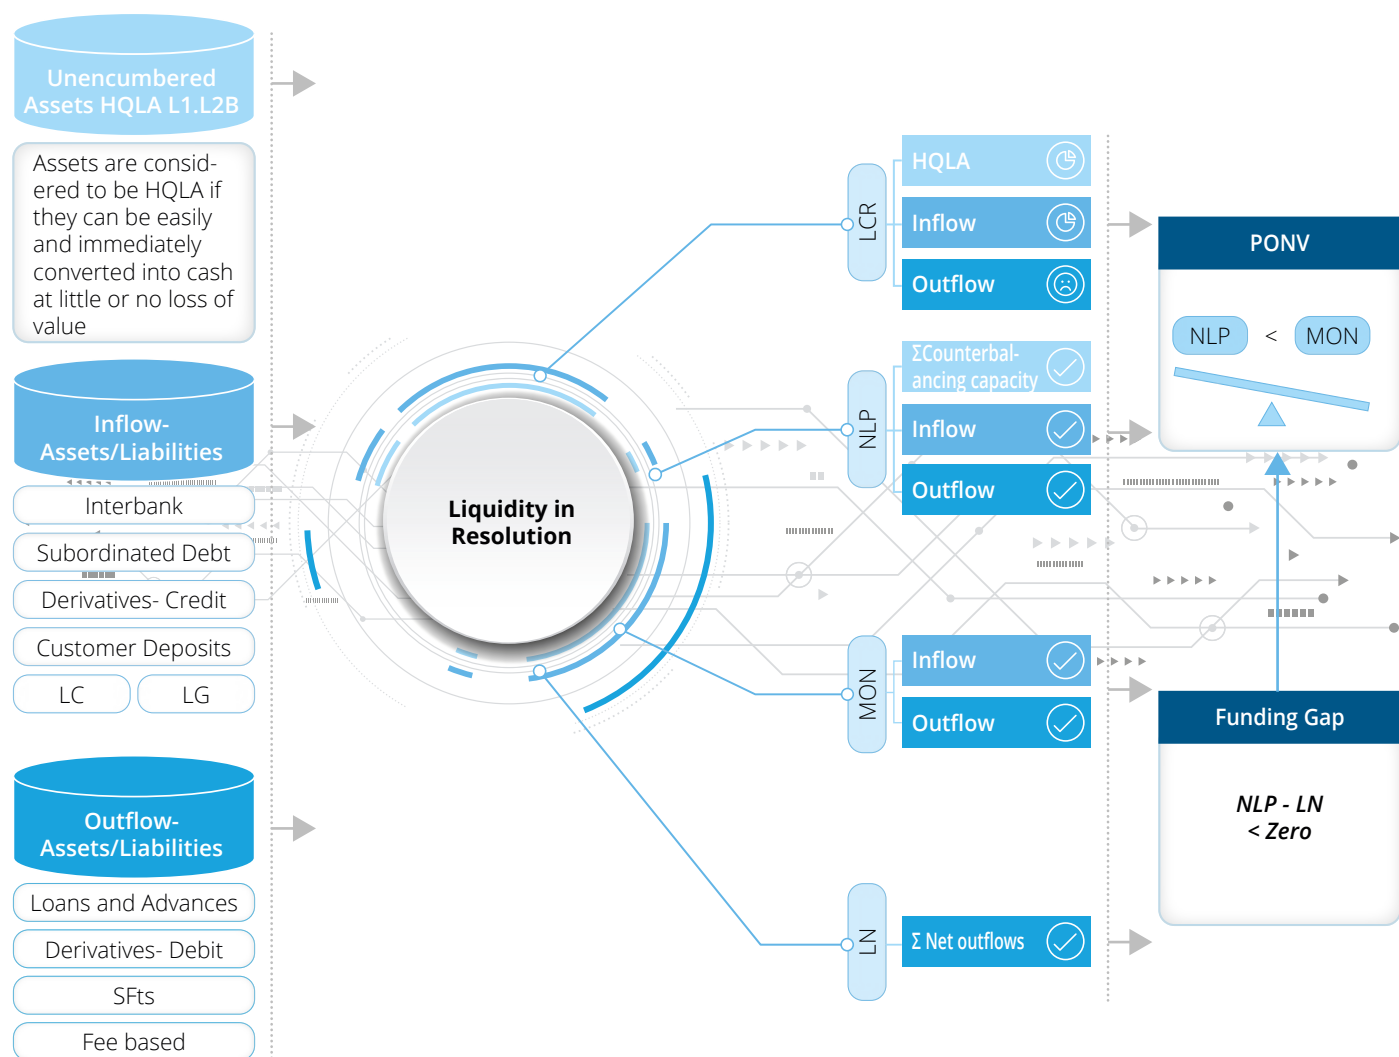 Unencumbered
Assets HQLA L1.L2B
Assets are consid-
ered to be HQLA if
they can be easily
and immediately
converted into cash
at little or no loss of
value
Inflow-
Assets/Liabilities
Interbank
Subordinated Debt
Derivatives- Credit
Customer Deposits
LC
LG
Outflow-
Assets/Liabilities
Loans and Advances
Derivatives- Debit
SFts
Fee based
Liquidity in
Resolution
LCR
HQLA
Inflow
Outflow
NLP
ΣCounterbal-
ancing capacity
Inflow
Outflow
MON
Inflow
Outflow
LN
Σ Net outflows
PONV
NLP < MON
Funding Gap
NLP - LN
< Zero